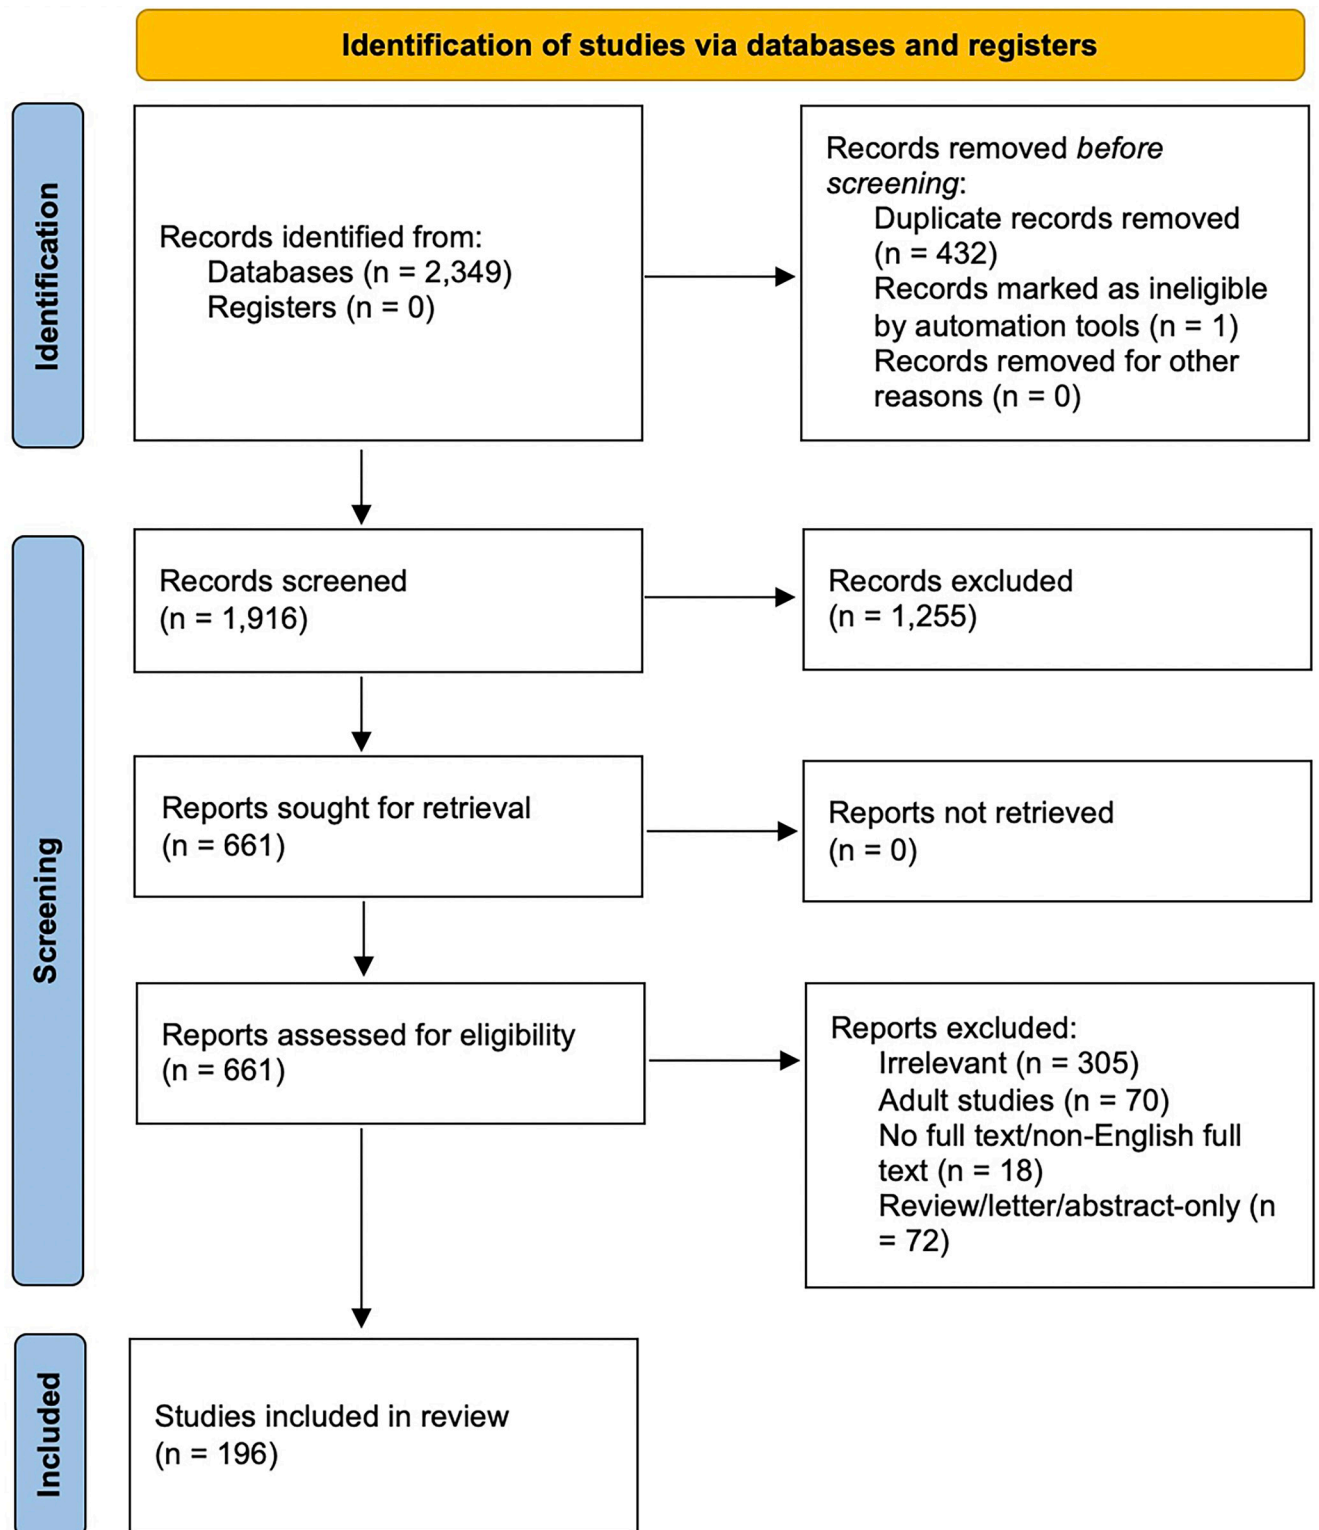 Identification of studies via databases and registers
Identification
Records identified from:
Databases (n = 2,349)
Registers (n = 0)
Records removed before
screening:
Duplicate records removed
(n = 432)
Records marked as ineligible
by automation tools (n = 1)
Records removed for other
reasons (n = 0)
Screening
Records screened
(n = 1,916)
Records excluded
(n = 1,255)
Reports sought for retrieval
(n = 661)
Reports not retrieved
(n = 0)
Reports assessed for eligibility
(n = 661)
Reports excluded:
Irrelevant (n = 305)
Adult studies (n = 70)
No full text/non-English full
text (n = 18)
Review/letter/abstract-only (n
= 72)
Included
Studies included in review
(n = 196)